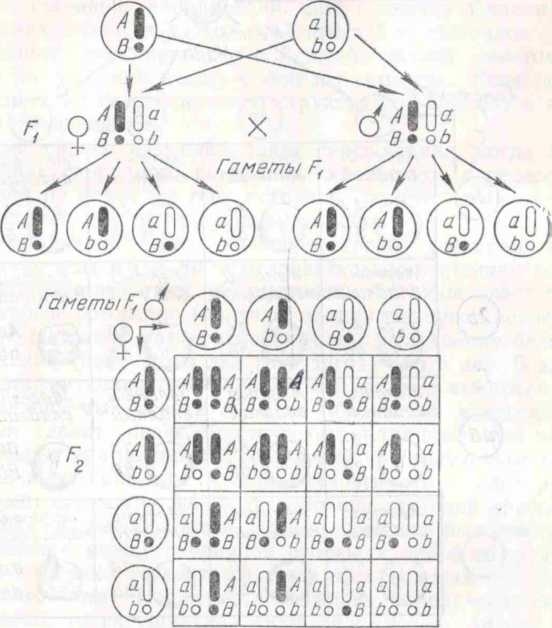 A a
B b
F₁ ♀ A a × ♂ A a
B b B b
Гаметы F₁
A A a a A A a a
B b B b B b B b
Гаметы F₁ ♂
♀ A A a a
B b B b
A A A A A A a A a
B B B B b B B B b
F₂ A A A A A A a A a
b b B b b b B b b
a a A a A a a a a
B B B B b B B B b
a a A a A a a a a
b b B b b b B b b